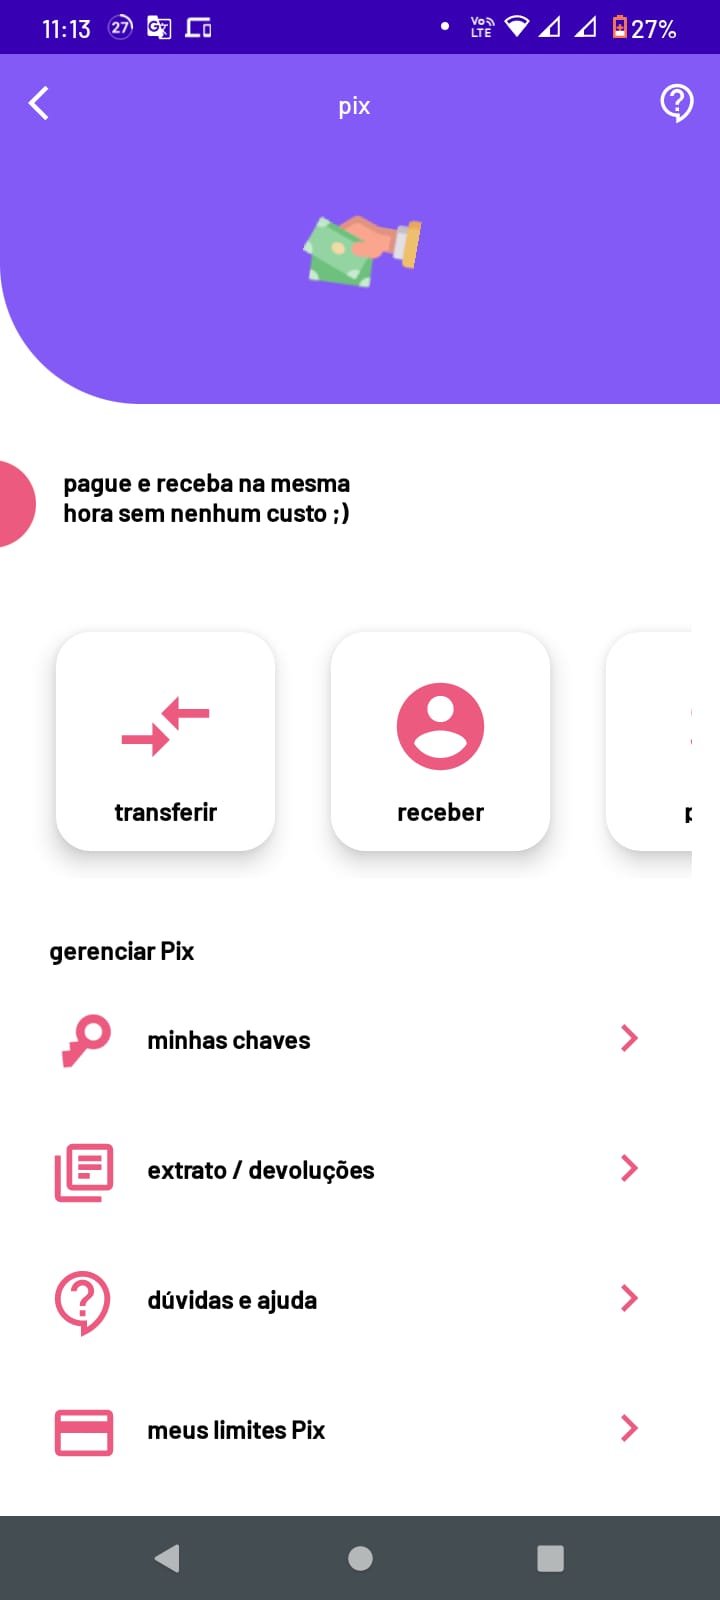 11:13 27 Vo LTE 27%
pix
pague e receba na mesma
hora sem nenhum custo ;)
transferir receber
gerenciar Pix
minhas chaves
extrato / devoluções
dúvidas e ajuda
meus limites Pix